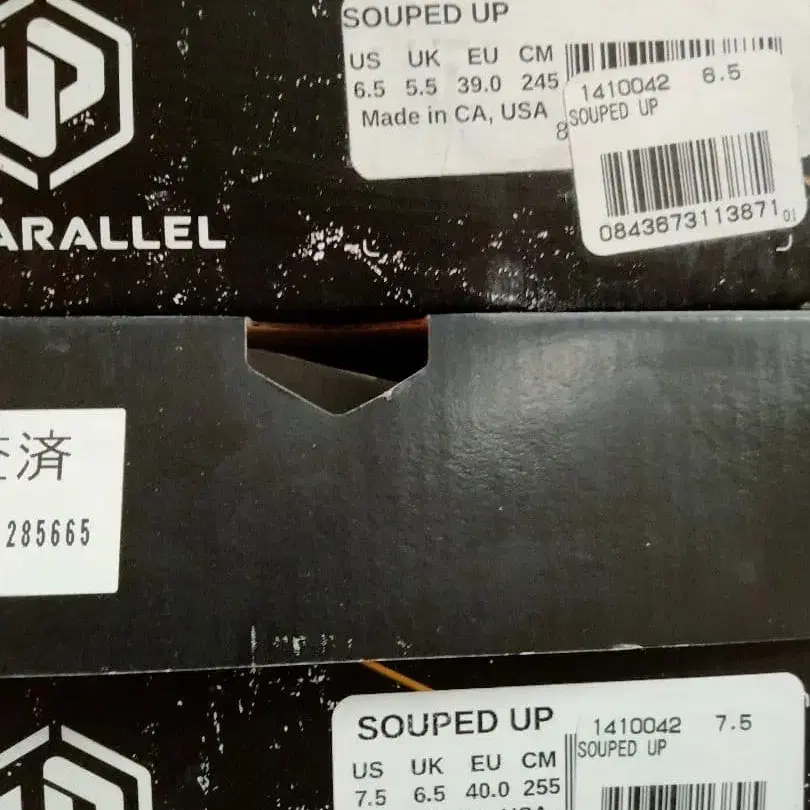 SOUPED UP
US UK EU CM
6.5 5.5 39.0 245
Made in CA, USA
8
1410042 6.5
SOUPED UP
0843673113871 01
ARALLEL
済
285665
SOUPED UP
US UK EU CM
7.5 6.5 40.0 255
1410042 7.5
SOUPED UP